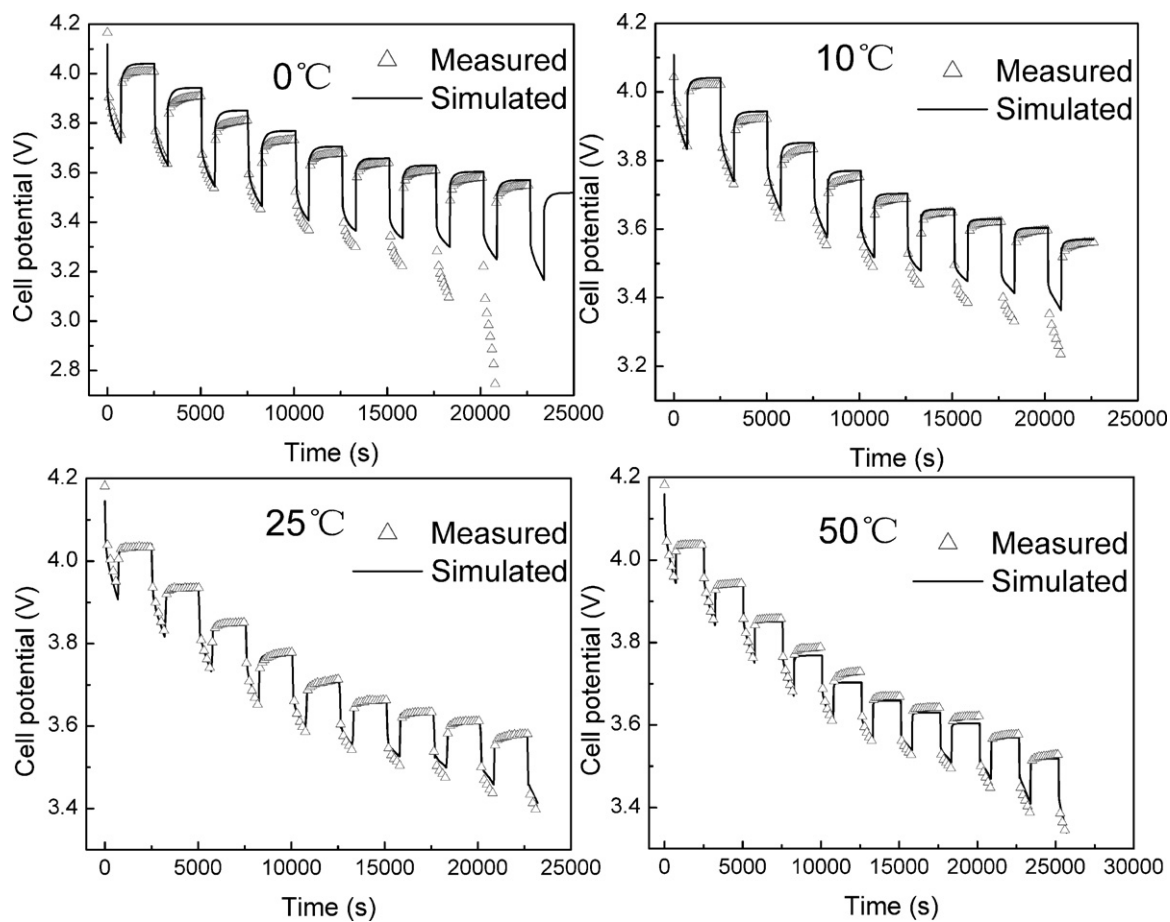 4.2
4.0
3.8
3.6
3.4
3.2
3.0
2.8
Cell potential (V)
0℃
Measured
Simulated
0 5000 10000 15000 20000 25000
Time (s)
4.2
4.0
3.8
3.6
3.4
3.2
Cell potential (V)
10℃
Measured
Simulated
0 5000 10000 15000 20000 25000
Time (s)
4.2
4.0
3.8
3.6
3.4
Cell potential (V)
25℃
Measured
Simulated
0 5000 10000 15000 20000 25000
Time (s)
4.2
4.0
3.8
3.6
3.4
Cell potential (V)
50℃
Measured
Simulated
0 5000 10000 15000 20000 25000 30000
Time (s)